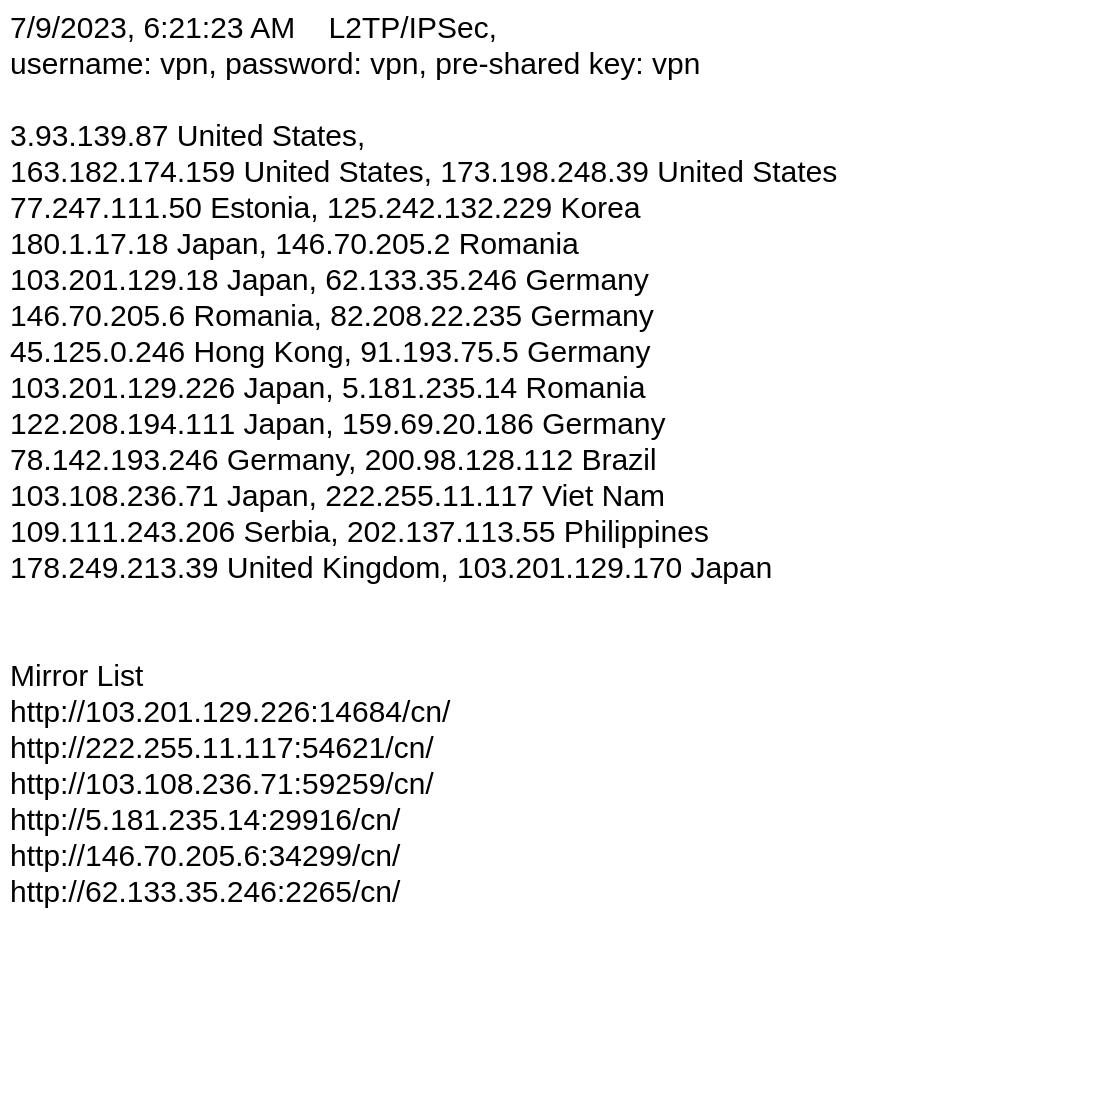 7/9/2023, 6:21:23 AM    L2TP/IPSec,
username: vpn, password: vpn, pre-shared key: vpn
3.93.139.87 United States,
163.182.174.159 United States, 173.198.248.39 United States
77.247.111.50 Estonia, 125.242.132.229 Korea
180.1.17.18 Japan, 146.70.205.2 Romania
103.201.129.18 Japan, 62.133.35.246 Germany
146.70.205.6 Romania, 82.208.22.235 Germany
45.125.0.246 Hong Kong, 91.193.75.5 Germany
103.201.129.226 Japan, 5.181.235.14 Romania
122.208.194.111 Japan, 159.69.20.186 Germany
78.142.193.246 Germany, 200.98.128.112 Brazil
103.108.236.71 Japan, 222.255.11.117 Viet Nam
109.111.243.206 Serbia, 202.137.113.55 Philippines
178.249.213.39 United Kingdom, 103.201.129.170 Japan
Mirror List
http://103.201.129.226:14684/cn/
http://222.255.11.117:54621/cn/
http://103.108.236.71:59259/cn/
http://5.181.235.14:29916/cn/
http://146.70.205.6:34299/cn/
http://62.133.35.246:2265/cn/